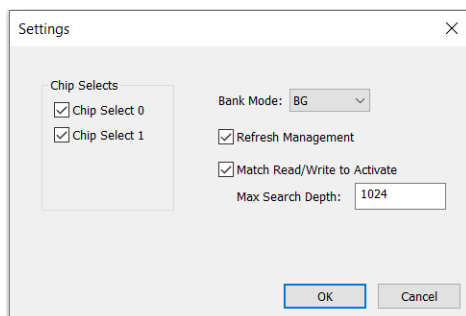 Settings
Chip Selects
Chip Select 0
Chip Select 1
Bank Mode: BG
Refresh Management
Match Read/Write to Activate
Max Search Depth: 1024
OK Cancel